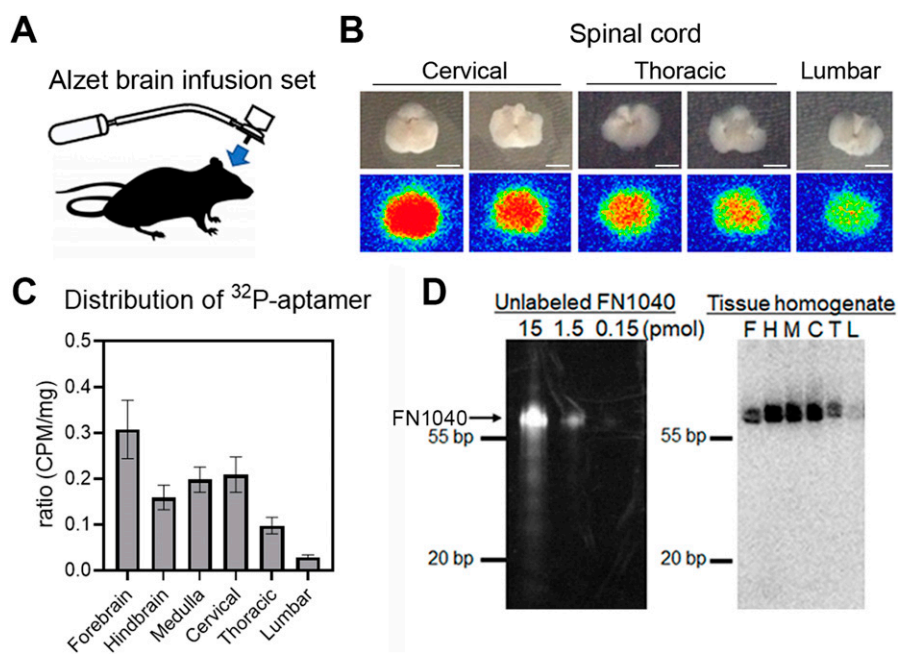 A
Alzet brain infusion set
B
Spinal cord
Cervical Thoracic Lumbar
C
Distribution of ³²P-aptamer
ratio (CPM/mg)
0.5
0.4
0.3
0.2
0.1
0.0
Forebrain
Hindbrain
Medulla
Cervical
Thoracic
Lumbar
D
Unlabeled FN1040
15 1.5 0.15 (pmol)
FN1040
55 bp
20 bp
Tissue homogenate
F H M C T L
55 bp
20 bp